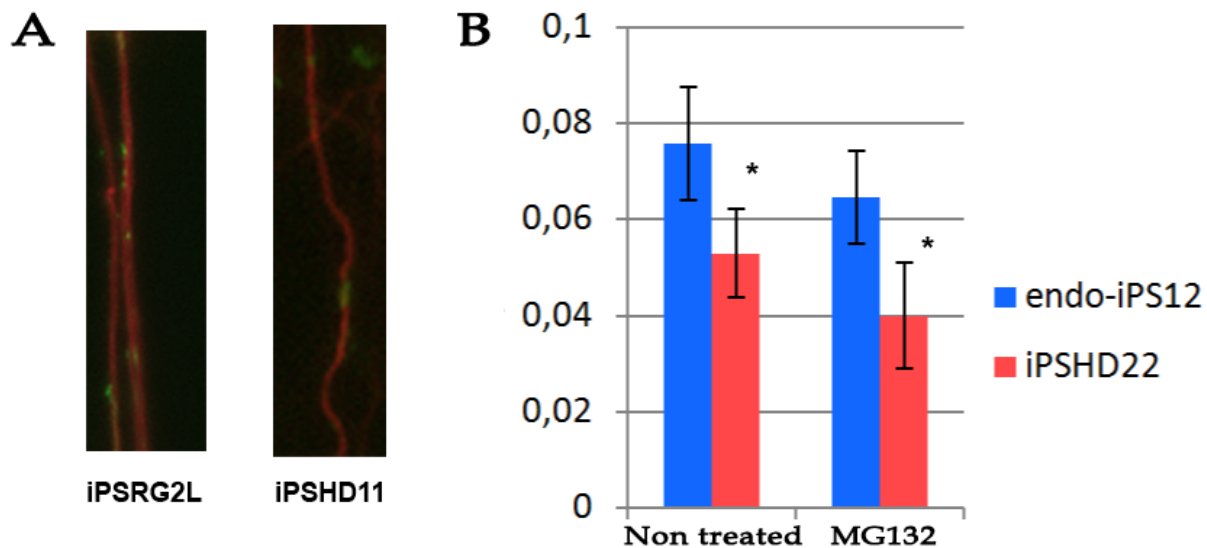 A
iPSRG2L
iPSHD11
B
0,1
0,08
0,06
0,04
0,02
0
*
*
Non treated
MG132
endo-iPS12
iPSHD22